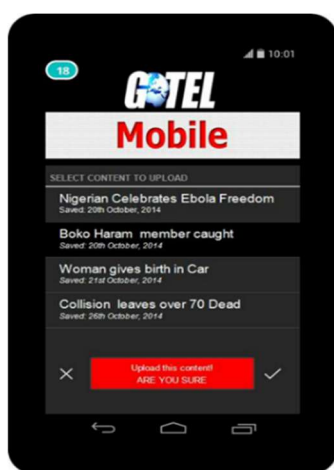 10:01
18
GOTEL
Mobile
SELECT CONTENT TO UPLOAD
Nigerian Celebrates Ebola Freedom
Saved: 20th October, 2014
Boko Haram member caught
Saved: 20th October, 2014
Woman gives birth in Car
Saved: 21st October, 2014
Collision leaves over 70 Dead
Saved: 26th October, 2014
Upload this content!
ARE YOU SURE